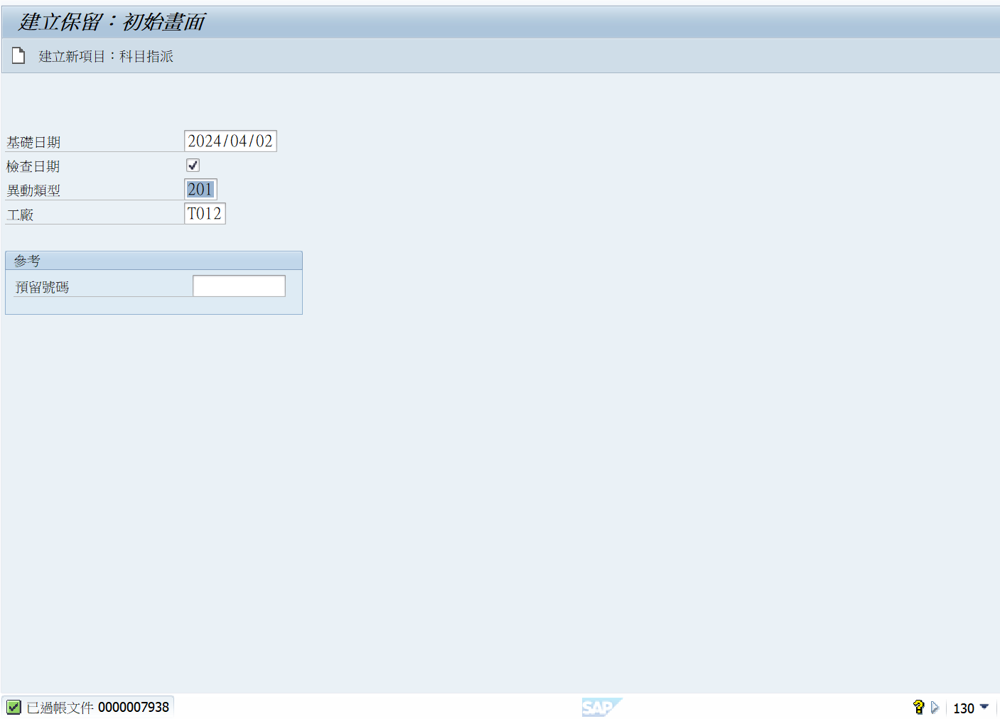 建立保留：初始畫面
建立新項目：科目指派
基礎日期 2024/04/02
檢查日期
異動類型 201
工廠 T012
參考
預留號碼
已過帳文件 0000007938
SAP
130